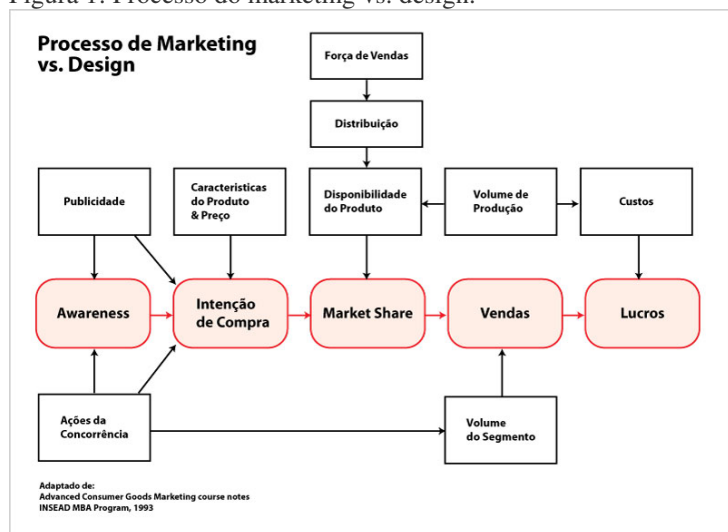 Figura 1: Processo do marketing vs. design.
Processo de Marketing
vs. Design
Força de Vendas
Distribuição
Publicidade
Caracteristicas
do Produto
& Preço
Disponibilidade
do Produto
Volume de
Produção
Custos
Awareness
Intenção
de Compra
Market Share
Vendas
Lucros
Ações da
Concorrência
Volume
do Segmento
Adaptado de:
Advanced Consumer Goods Marketing course notes
INSEAD MBA Program, 1993